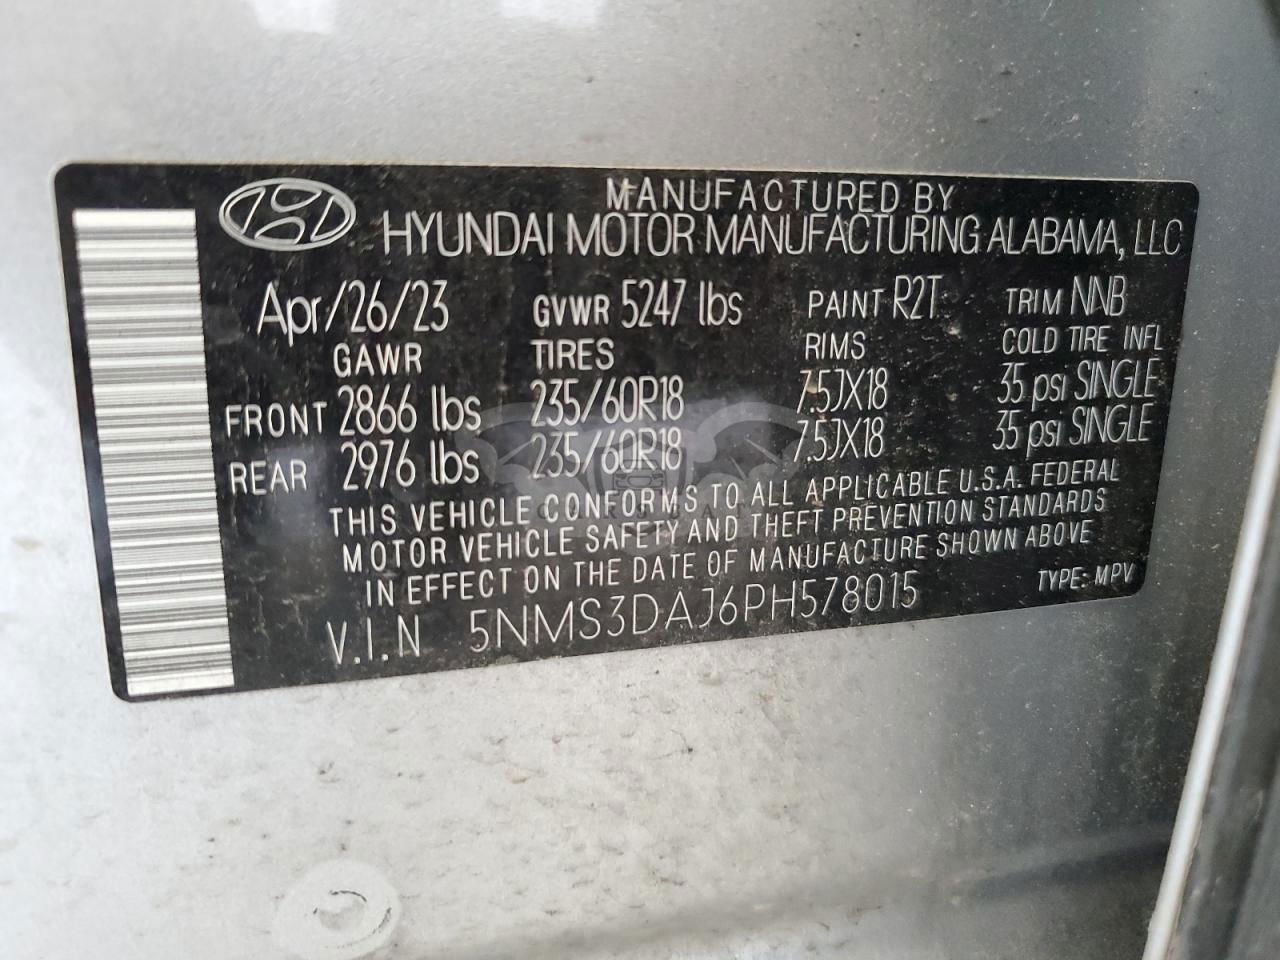 MANUFACTURED BY
HYUNDAI MOTOR MANUFACTURING ALABAMA, LLC
Apr/26/23 GVWR 5247 lbs PAINT R2T TRIM NNB
GAWR TIRES RIMS COLD TIRE INFL
FRONT 2866 lbs 235/60R18 7.5JX18 35 psi SINGLE
REAR 2976 lbs 235/60R18 7.5JX18 35 psi SINGLE
THIS VEHICLE CONFORMS TO ALL APPLICABLE U.S.A. FEDERAL
MOTOR VEHICLE SAFETY AND THEFT PREVENTION STANDARDS
IN EFFECT ON THE DATE OF MANUFACTURE SHOWN ABOVE
V.I.N 5NMS3DAJ6PH578015 TYPE: MPV